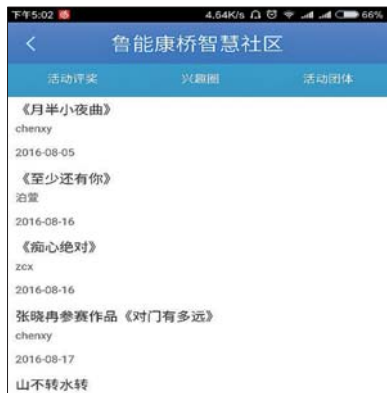 下午5:02
4.64K/s
66%
鲁能康桥智慧社区
活动评奖 兴趣圈 活动团体
《月半小夜曲》
chenxy
2016-08-05
《至少还有你》
泊萱
2016-08-16
《痴心绝对》
zcx
2016-08-16
张晓冉参赛作品《对门有多远》
chenxy
2016-08-17
山不转水转